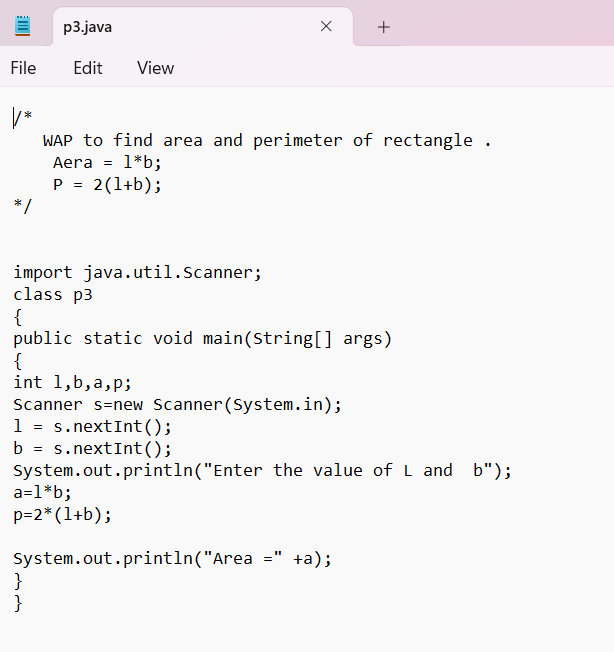 p3.java
File Edit View
/*
   WAP to find area and perimeter of rectangle .
    Aera = l*b;
    P = 2(l+b);
*/
import java.util.Scanner;
class p3
{
public static void main(String[] args)
{
int l,b,a,p;
Scanner s=new Scanner(System.in);
l = s.nextInt();
b = s.nextInt();
System.out.println("Enter the value of L and  b");
a=l*b;
p=2*(l+b);
System.out.println("Area =" +a);
}
}